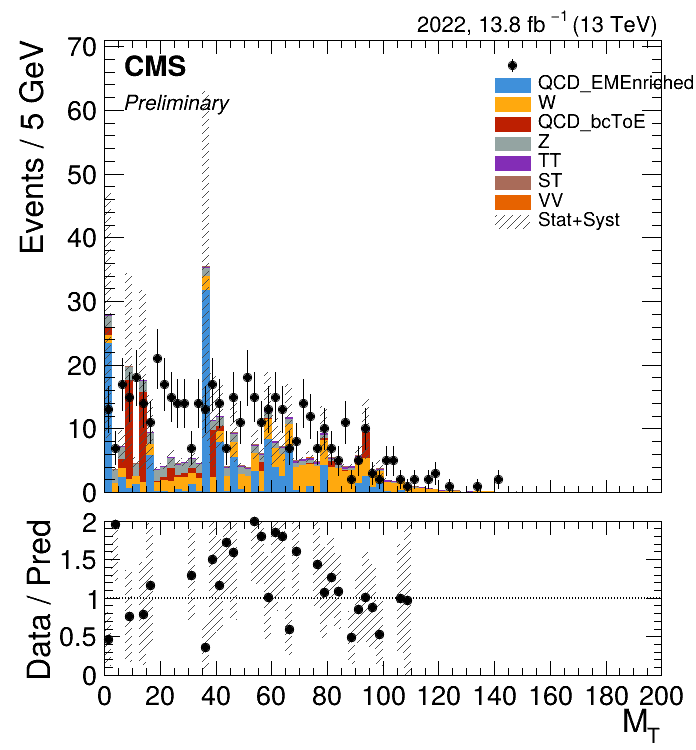 2022, 13.8 fb⁻¹ (13 TeV)
CMS
Preliminary
Events / 5 GeV
70
60
50
40
30
20
10
0
QCD_EMEnriched
W
QCD_bcToE
Z
TT
ST
VV
Stat+Syst
Data / Pred
2
1.5
1
0.5
0
0 20 40 60 80 100 120 140 160 180 200
M_T